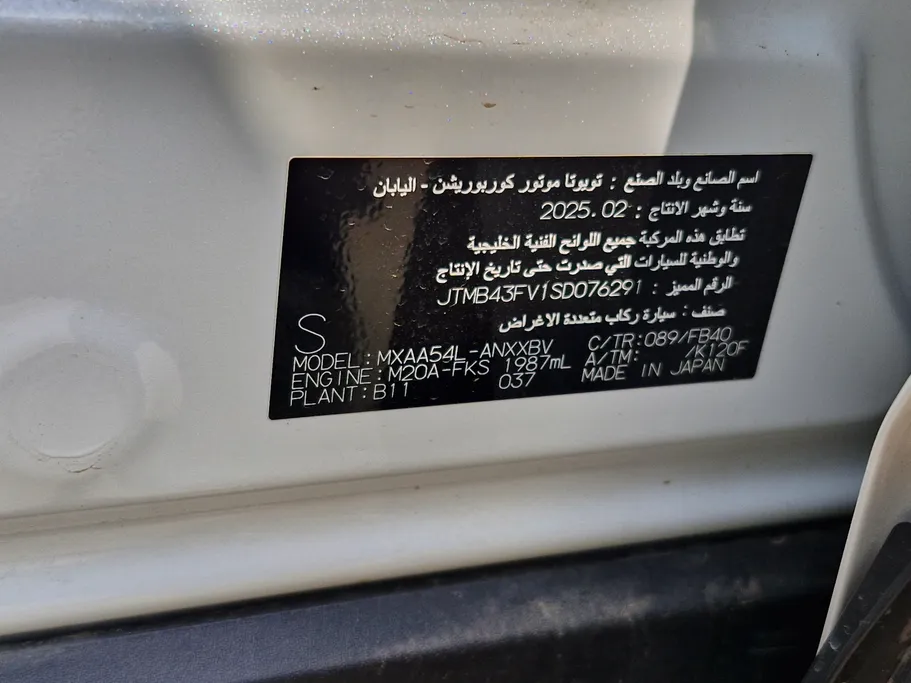 اسم الصانع وبلد الصنع : تويوتا موتور كوربوريشن - اليابان
سنة وشهر الانتاج : 2025.02
تطابق هذه المركبة جميع اللوائح الفنية الخليجية
والوطنية للسيارات التي صدرت حتى تاريخ الإنتاج
الرقم المميز : JTMB43FV1SD076291
صنف : سيارة ركاب متعددة الاغراض
S
MODEL:MXAA54L-ANXXBV C/TR:089/FB40
ENGINE:M20A-FKS 1987mL A/TM: /K120F
PLANT:B11 037 MADE IN JAPAN